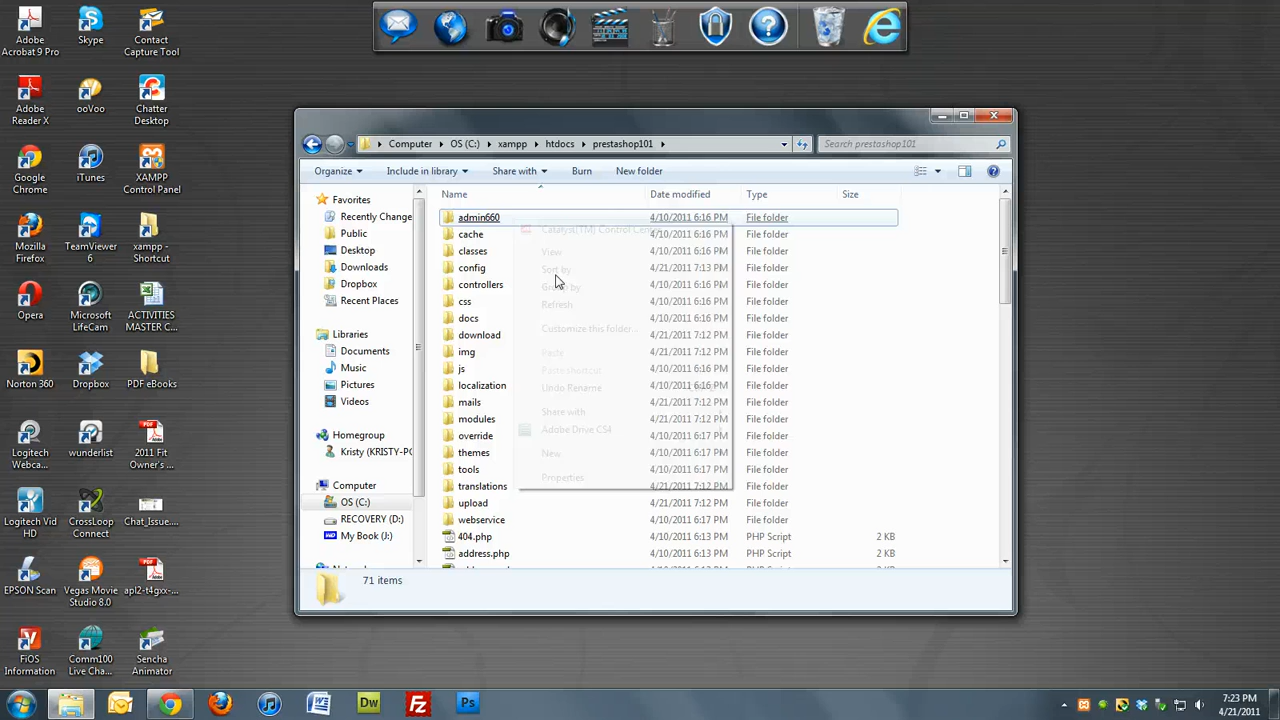 Adobe Acrobat 9 Pro
Skype
Contact Capture Tool
Adobe Reader X
ooVoo
Chatter Desktop
Google Chrome
iTunes
XAMPP Control Panel
Mozilla Firefox
TeamViewer 6
xampp - Shortcut
Opera
Microsoft LifeCam
ACTIVITIES MASTER C...
Norton 360
Dropbox
PDF eBooks
Logitech Webca...
wunderlist
2011 Fit Owner's ...
Logitech Vid HD
CrossLoop Connect
Chat_Issue....
EPSON Scan
Vegas Movie Studio 8.0
apl2-t4gxx-...
FiOS Information
Comm100 Live Cha...
Sencha Animator
Computer OS (C:) xampp htdocs prestashop101
Search prestashop101
Organize Include in library Share with Burn New folder
Favorites
Recently Change
Public
Desktop
Downloads
Dropbox
Recent Places
Libraries
Documents
Music
Pictures
Videos
Homegroup
Kristy (KRISTY-PC
Computer
OS (C:)
RECOVERY (D:)
My Book (J:)
Name Date modified Type Size
admin660 4/10/2011 6:16 PM File folder
cache 4/10/2011 6:16 PM File folder
classes 4/10/2011 6:16 PM File folder
config 4/21/2011 7:13 PM File folder
controllers 4/10/2011 6:16 PM File folder
css 4/10/2011 6:16 PM File folder
docs 4/10/2011 6:16 PM File folder
download 4/21/2011 7:12 PM File folder
img 4/21/2011 7:12 PM File folder
js 4/21/2011 7:12 PM File folder
localization 4/10/2011 6:16 PM File folder
mails 4/21/2011 7:12 PM File folder
modules 4/21/2011 7:12 PM File folder
override 4/10/2011 6:17 PM File folder
themes 4/10/2011 6:17 PM File folder
tools 4/10/2011 6:17 PM File folder
translations 4/21/2011 7:12 PM File folder
upload 4/21/2011 7:12 PM File folder
webservice 4/10/2011 6:17 PM File folder
404.php 4/10/2011 6:13 PM PHP Script 2 KB
address.php 4/10/2011 6:13 PM PHP Script 2 KB
Catalyst(TM) Control Center
View
Sort by
Group by
Refresh
Customize this folder...
Paste
Paste shortcut
Undo Rename
Share with
Adobe Drive CS4
New
Properties
71 items
Dw
Fz
Ps
7:23 PM
4/21/2011